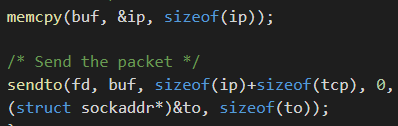 memcpy(buf, &ip, sizeof(ip));
/* Send the packet */
sendto(fd, buf, sizeof(ip)+sizeof(tcp), 0,
(struct sockaddr*)&to, sizeof(to));